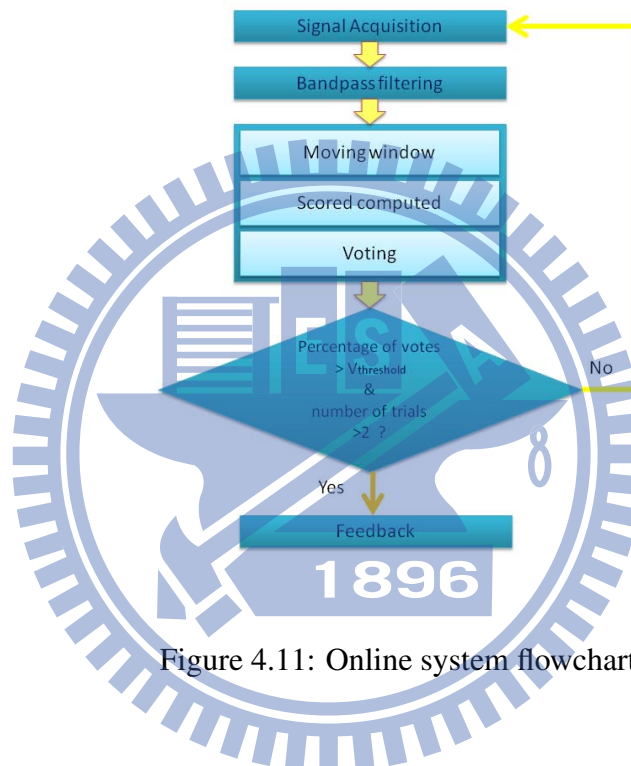 Signal Acquisition
Bandpass filtering
Moving window
Scored computed
Voting
Percentage of votes
> Vthreshold
&
number of trials
>2 ?
No
Yes
Feedback
ESA
1896
Figure 4.11: Online system flowchart